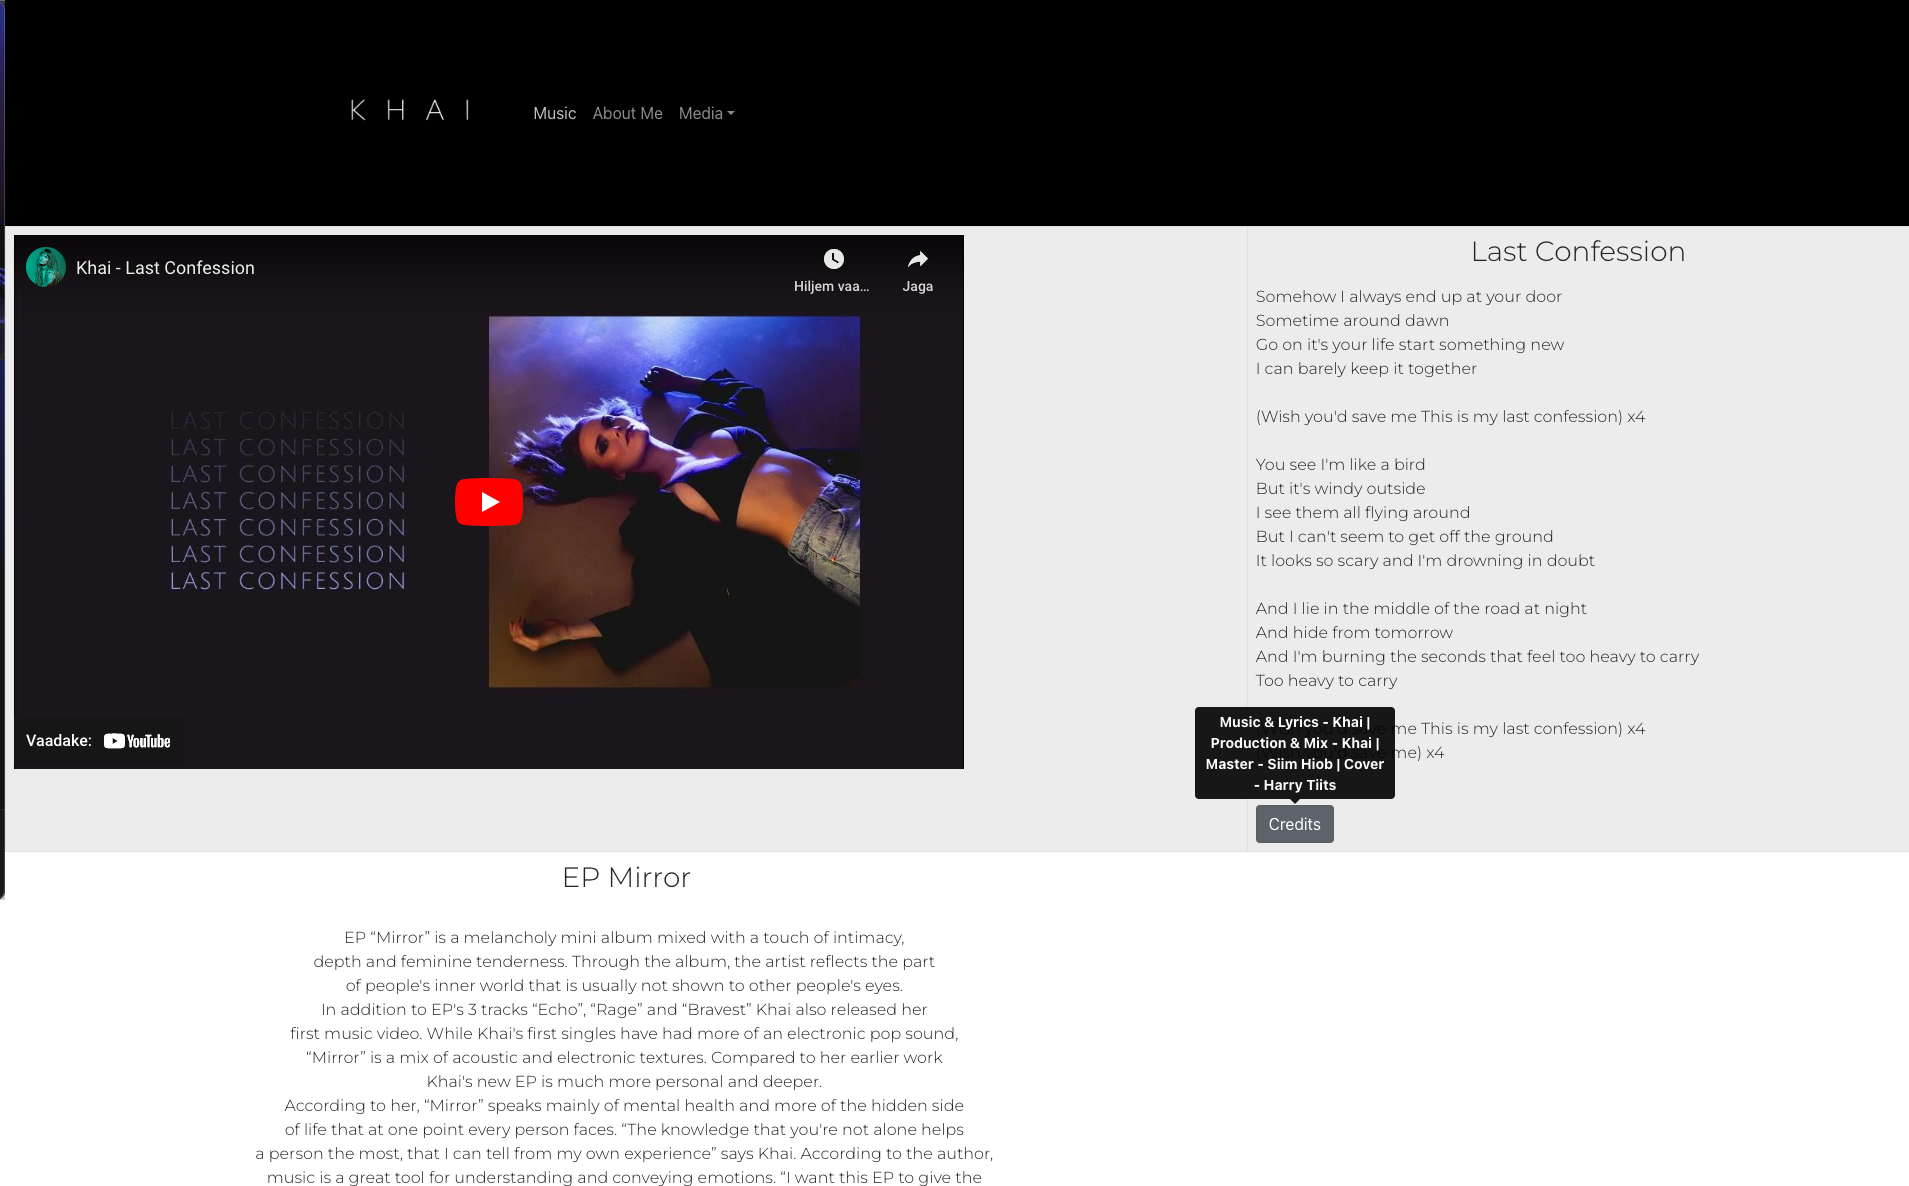 KHAI
Music About Me Media
Khai - Last Confession
Hiljem vaa...
Jaga
LAST CONFESSION
LAST CONFESSION
LAST CONFESSION
LAST CONFESSION
LAST CONFESSION
LAST CONFESSION
LAST CONFESSION
Vaadake: YouTube
Last Confession
Somehow I always end up at your door
Sometime around dawn
Go on it's your life start something new
I can barely keep it together
(Wish you'd save me This is my last confession) x4
You see I'm like a bird
But it's windy outside
I see them all flying around
But I can't seem to get off the ground
It looks so scary and I'm drowning in doubt
And I lie in the middle of the road at night
And hide from tomorrow
And I'm burning the seconds that feel too heavy to carry
Too heavy to carry
me This is my last confession) x4
me) x4
Music & Lyrics - Khai |
Production & Mix - Khai |
Master - Siim Hiob | Cover
- Harry Tiits
Credits
EP Mirror
EP “Mirror” is a melancholy mini album mixed with a touch of intimacy,
depth and feminine tenderness. Through the album, the artist reflects the part
of people's inner world that is usually not shown to other people's eyes.
In addition to EP's 3 tracks “Echo”, “Rage” and “Bravest” Khai also released her
first music video. While Khai's first singles have had more of an electronic pop sound,
“Mirror” is a mix of acoustic and electronic textures. Compared to her earlier work
Khai's new EP is much more personal and deeper.
According to her, “Mirror” speaks mainly of mental health and more of the hidden side
of life that at one point every person faces. “The knowledge that you're not alone helps
a person the most, that I can tell from my own experience” says Khai. According to the author,
music is a great tool for understanding and conveying emotions. “I want this EP to give the